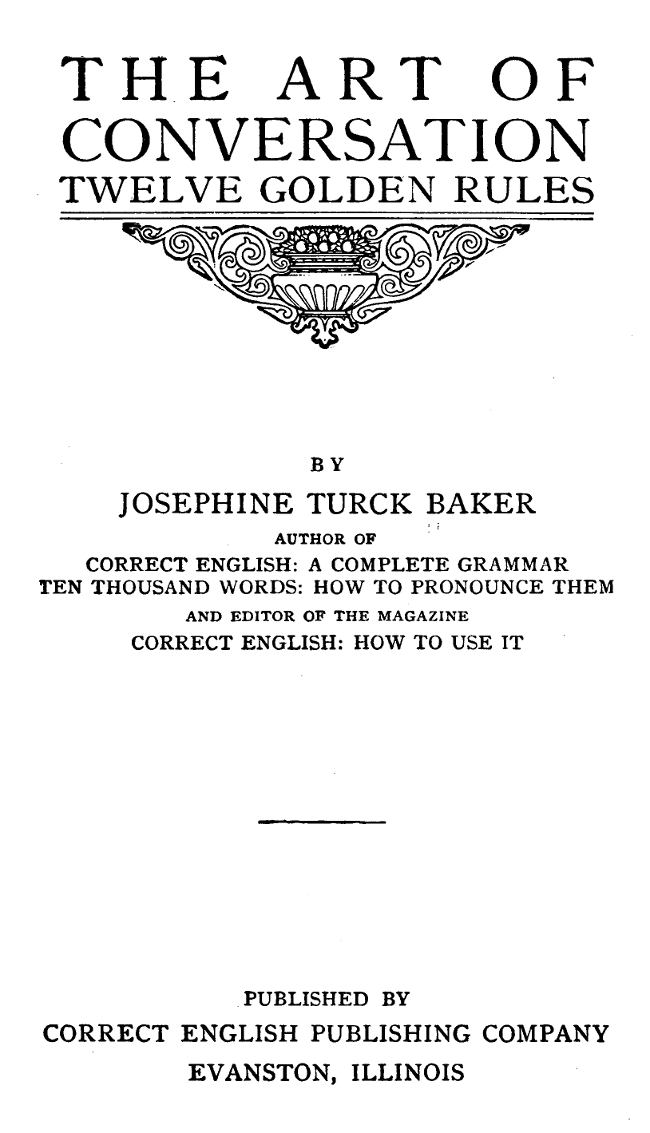 THE ART OF
CONVERSATION
TWELVE GOLDEN RULES
BY
JOSEPHINE TURCK BAKER
AUTHOR OF
CORRECT ENGLISH: A COMPLETE GRAMMAR
TEN THOUSAND WORDS: HOW TO PRONOUNCE THEM
AND EDITOR OF THE MAGAZINE
CORRECT ENGLISH: HOW TO USE IT
PUBLISHED BY
CORRECT ENGLISH PUBLISHING COMPANY
EVANSTON, ILLINOIS